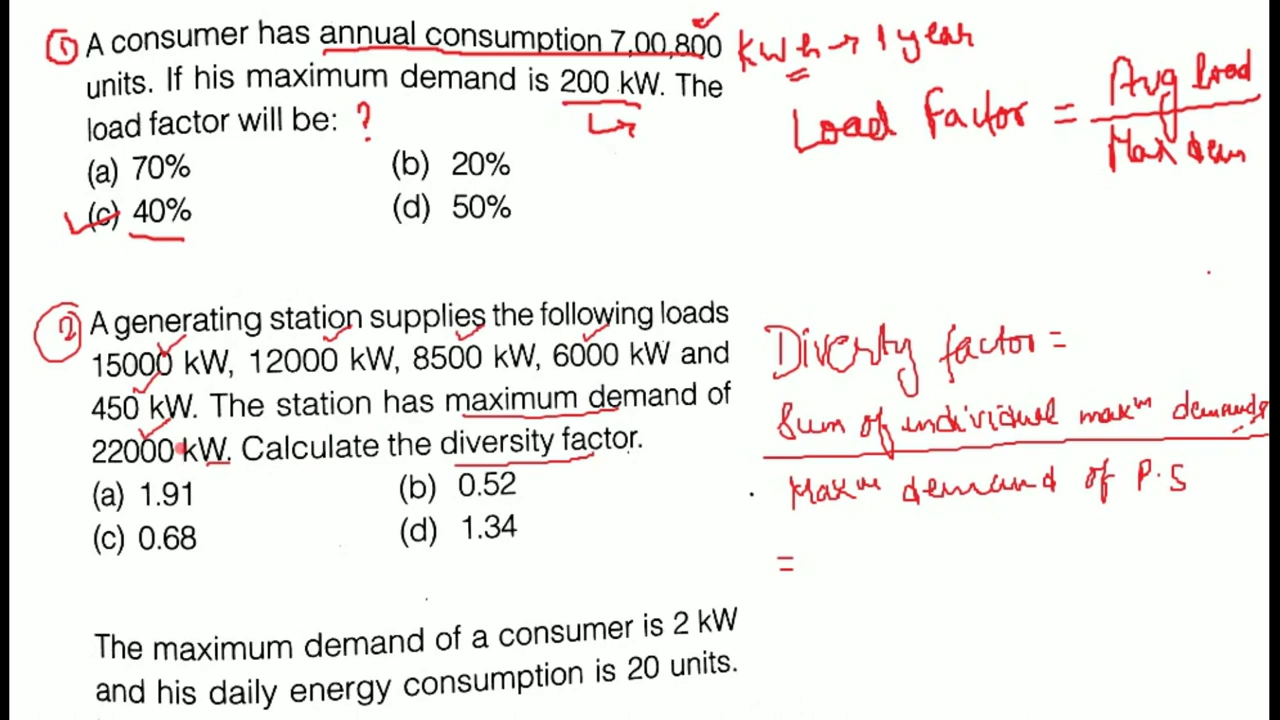 ① A consumer has annual consumption 7,00,800 kWh → 1 year
units. If his maximum demand is 200 kW. The
load factor will be: ?
Load Factor = Avg load
Max dem
(a) 70% (b) 20%
(c) 40% (d) 50%
② A generating station supplies the following loads
15000 kW, 12000 kW, 8500 kW, 6000 kW and
450 kW. The station has maximum demand of
22000 kW. Calculate the diversity factor.
(a) 1.91 (b) 0.52
(c) 0.68 (d) 1.34
Diverty factor =
Sum of individual maxᵐ demands
Maxᵐ demand of P.S
=
The maximum demand of a consumer is 2 kW
and his daily energy consumption is 20 units.